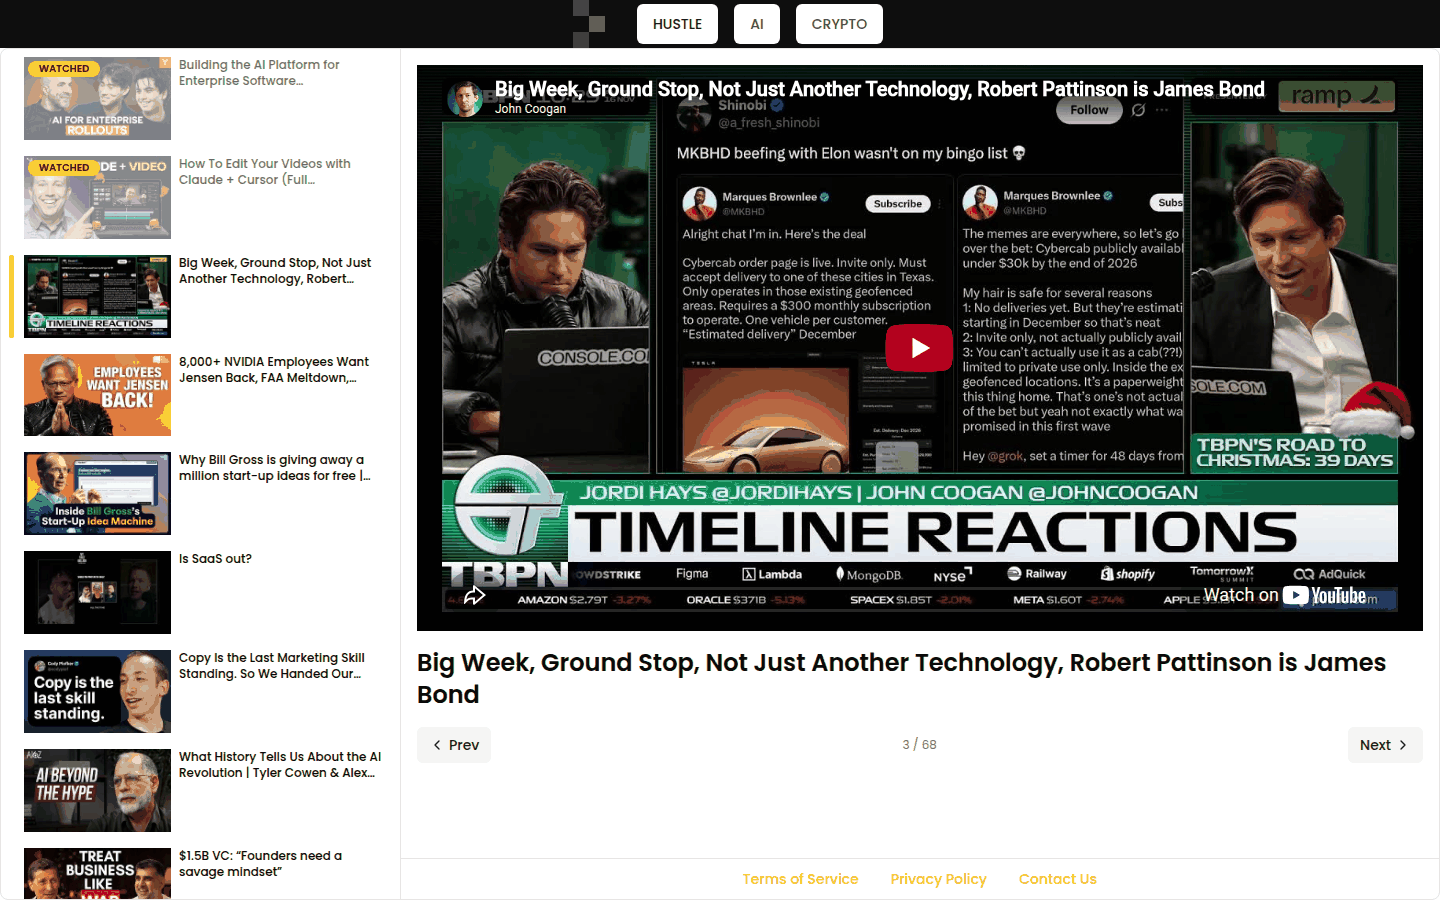 HUSTLE
AI
CRYPTO
WATCHED
AI FOR ENTERPRISE
ROLLOUTS
Building the AI Platform for
Enterprise Software...
WATCHED
DE + VIDEO
How To Edit Your Videos with
Claude + Cursor (Full...
TIMELINE REACTIONS
Big Week, Ground Stop, Not Just
Another Technology, Robert...
EMPLOYEES
WANT JENSEN
BACK!
8,000+ NVIDIA Employees Want
Jensen Back, FAA Meltdown,...
Inside Bill Gross's
Start-Up Idea Machine
Why Bill Gross is giving away a
million start-up ideas for free |...
Is SaaS out?
Copy is the
last skill
standing.
Copy Is the Last Marketing Skill
Standing. So We Handed Our...
AI BEYOND
THE HYPE
What History Tells Us About the AI
Revolution | Tyler Cowen & Alex...
TREAT
BUSINESS
LIKE
$1.5B VC: “Founders need a
savage mindset”
Big Week, Ground Stop, Not Just Another Technology, Robert Pattinson is James Bond
John Coogan
ramp
Shinobi
@a_fresh_shinobi
Follow
MKBHD beefing with Elon wasn't on my bingo list 💀
Marques Brownlee
@MKBHD
Subscribe
Alright chat I'm in. Here's the deal
Cybercab order page is live. Invite only. Must
accept delivery to one of these cities in Texas.
Only operates in those existing geofenced
areas. Requires a $300 monthly subscription
to operate. One vehicle per customer.
“Estimated delivery” December
Marques Brownlee
@MKBHD
Subs
The memes are everywhere, so let's go
over the bet: Cybercab publicly availabl
under $30k by the end of 2026
My hair is safe for several reasons
1: No deliveries yet. But they're estimati
starting in December so that's neat
2: Invite only, not actually publicly avail
3: You can't actually use it as a cab(??!)
limited to private use only. Inside the ex
geofenced locations. It's a paperweight
this thing home. That's one's not actual
of the bet but yeah not exactly what wa
promised in this first wave
Hey @grok, set a timer for 48 days from
CONSOLE.CO
SOLE.COM
TBPN'S ROAD TO
CHRISTMAS: 39 DAYS
JORDI HAYS @JORDIHAYS | JOHN COOGAN @JOHNCOOGAN
TIMELINE REACTIONS
TBPN
OWDSTRIKE
Figma
Lambda
MongoDB
NYSE
Railway
shopify
Tomorrow
SUMMIT
AdQuick
AMAZON $2.79T -3.27%
ORACLE $371B -5.13%
SPACEX $1.85T -2.01%
META $1.60T -2.74%
APPLE
Watch on YouTube
Big Week, Ground Stop, Not Just Another Technology, Robert Pattinson is James
Bond
Prev
3 / 68
Next
Terms of Service
Privacy Policy
Contact Us